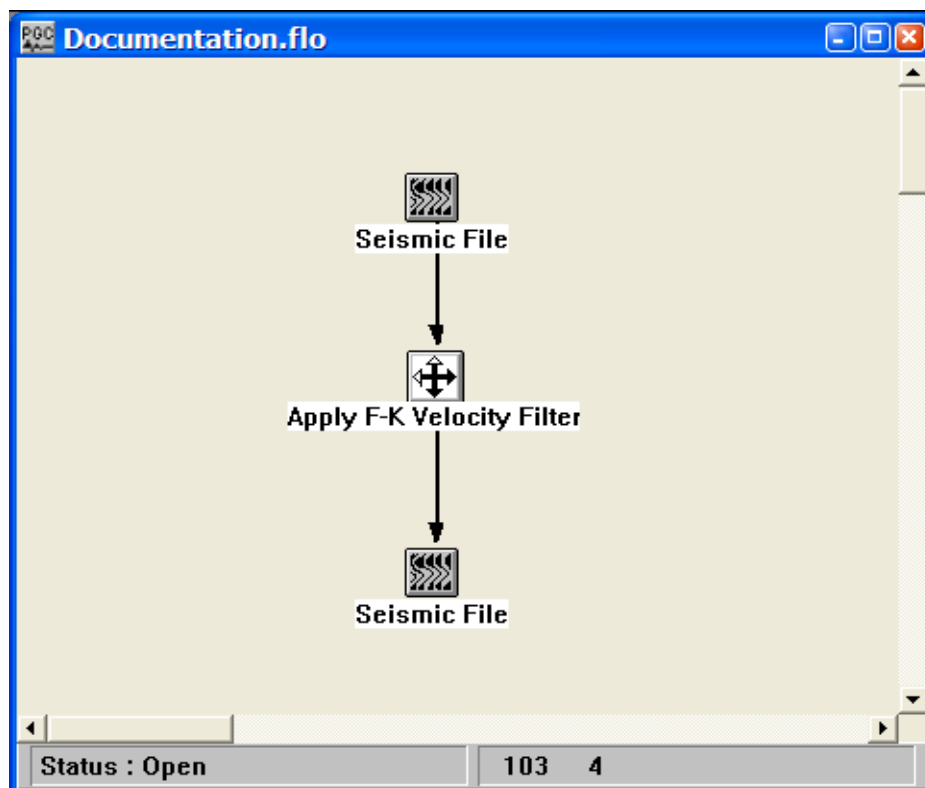 PGC
Documentation.flo
Seismic File
Apply F-K Velocity Filter
Seismic File
Status : Open
103 4